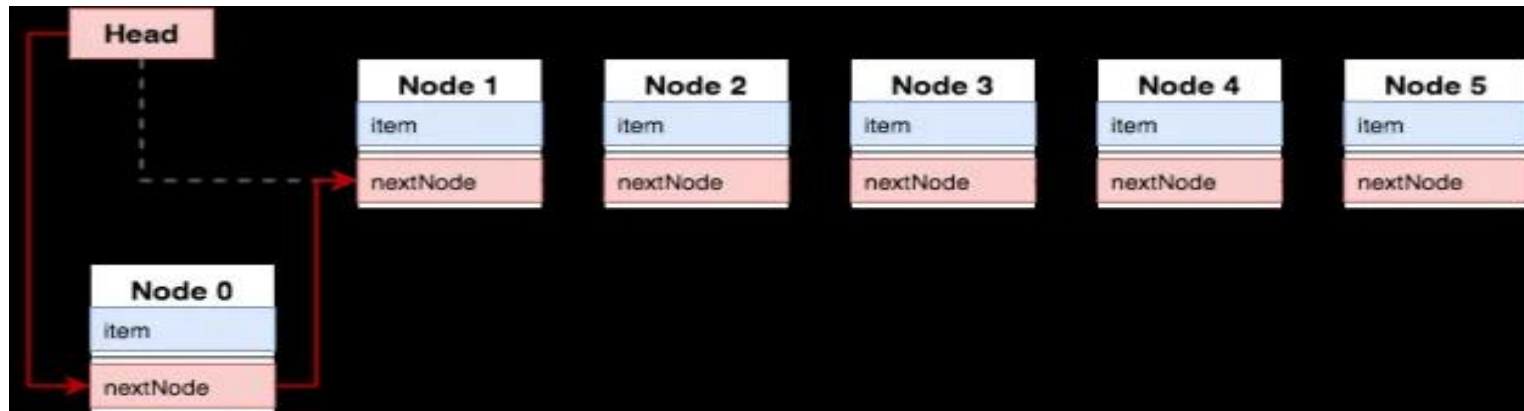 Head
Node 1
Node 2
Node 3
Node 4
Node 5
item
item
item
item
item
nextNode
nextNode
nextNode
nextNode
nextNode
Node 0
item
nextNode